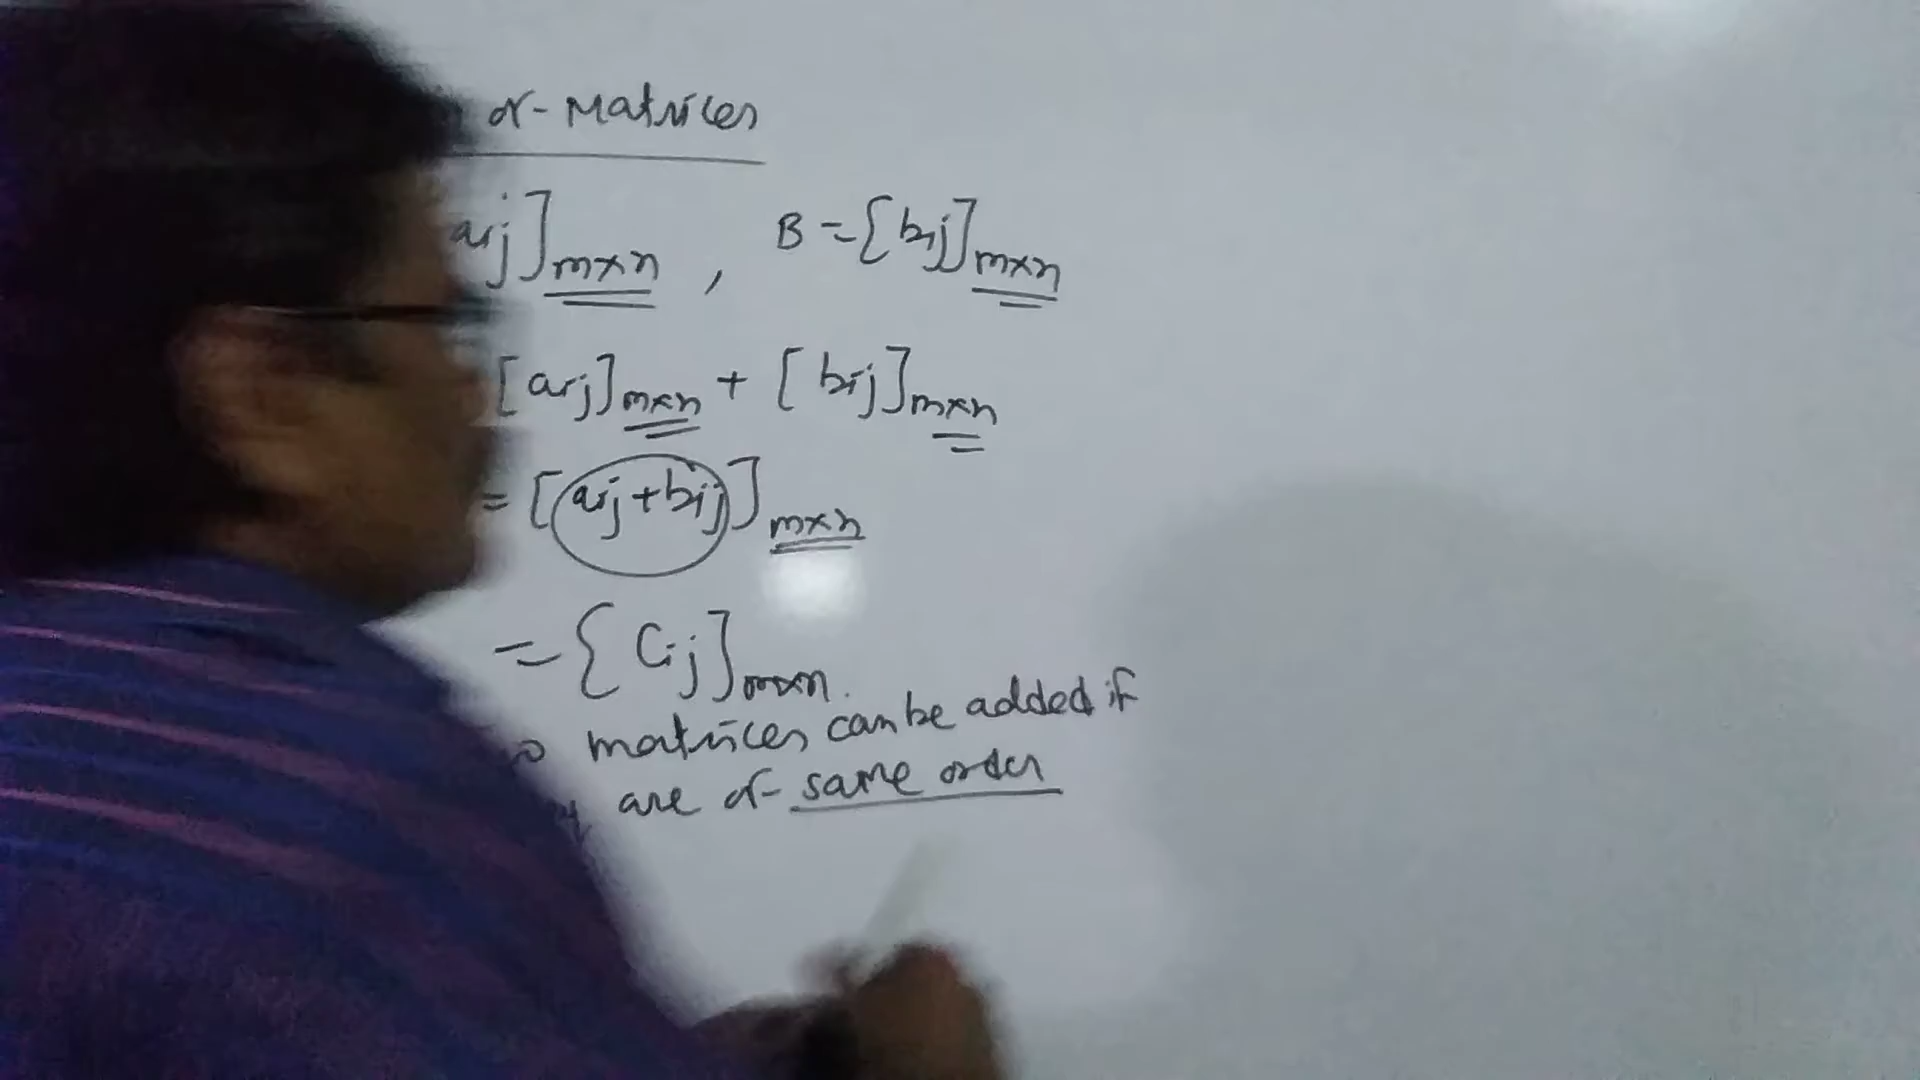 of Matrices
aij]m×n , B = [bij]m×n
[aij]m×n + [bij]m×n
= [aij+bij]m×n
= [Cij]m×n.
matrices can be added if
are of same order